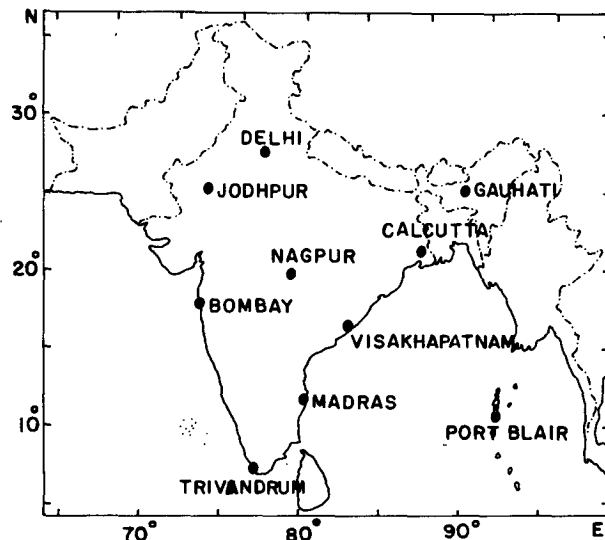 N
30°
DELHI
JODHPUR
GAUHATI
CALCUTTA
20°
NAGPUR
BOMBAY
VISAKHAPATNAM
MADRAS
10°
PORT BLAIR
TRIVANDRUM
70° 80° 90° E